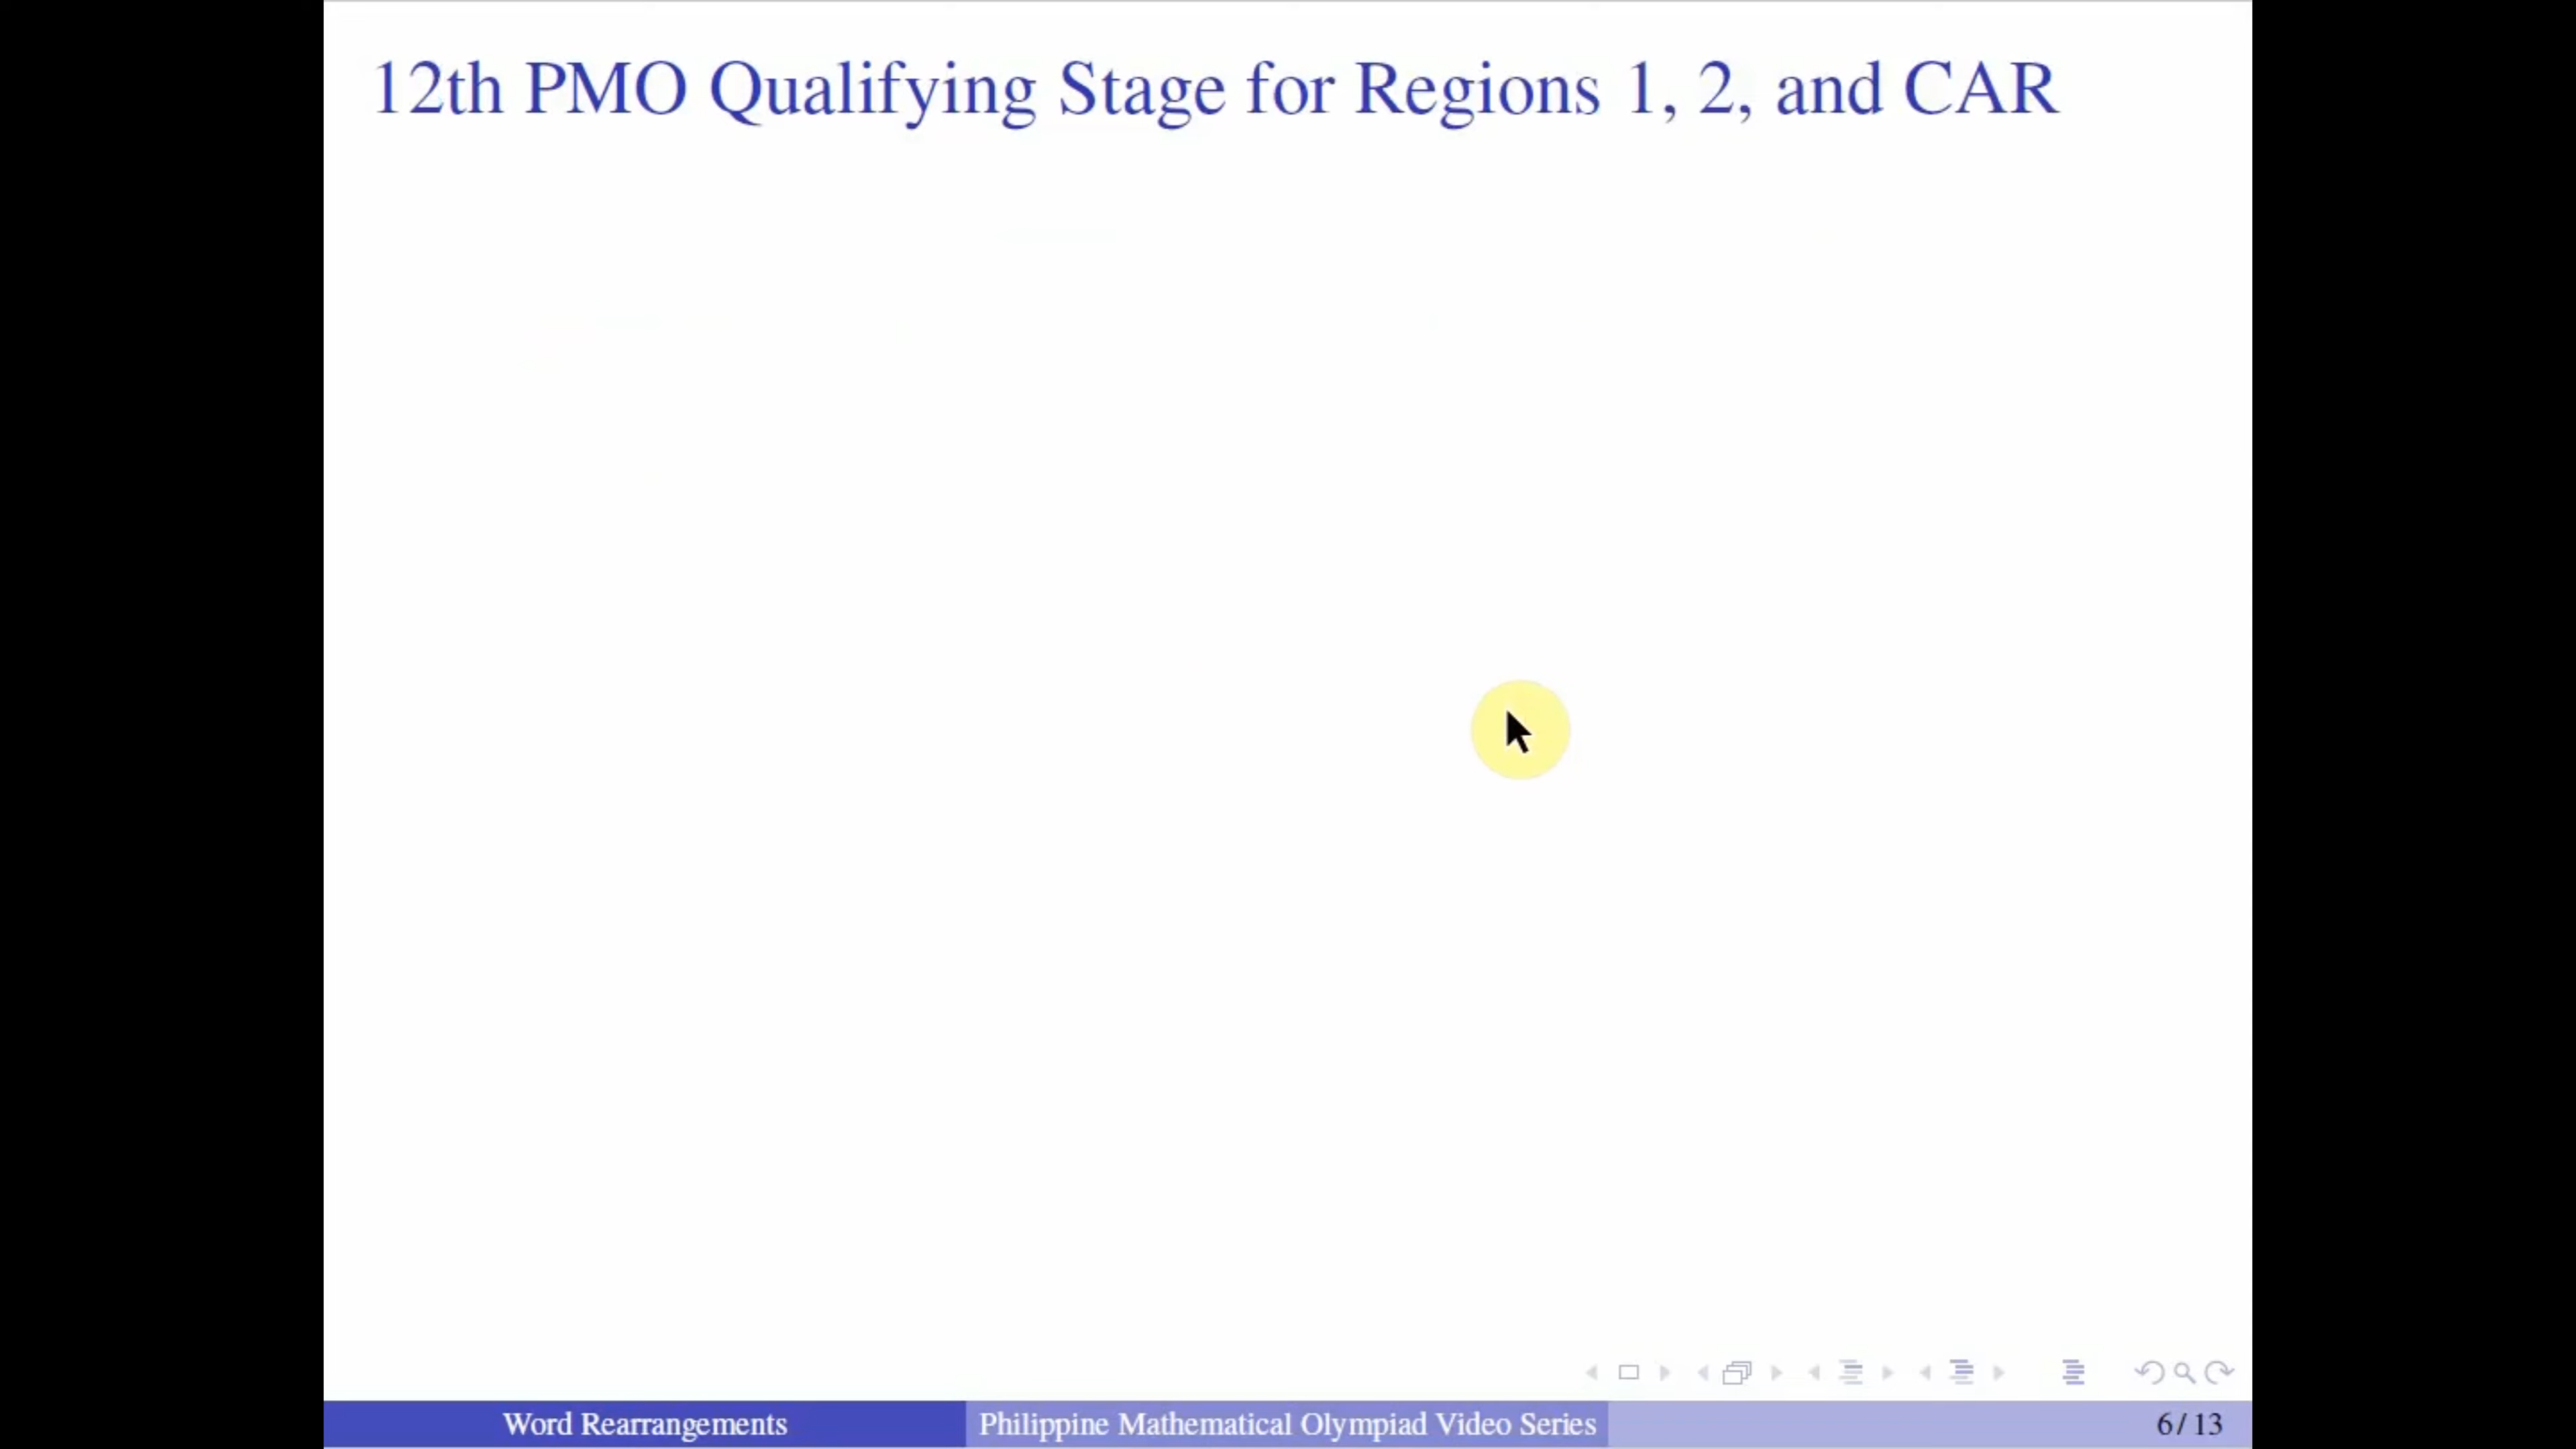 12th PMO Qualifying Stage for Regions 1, 2, and CAR
Word Rearrangements
Philippine Mathematical Olympiad Video Series
6 / 13